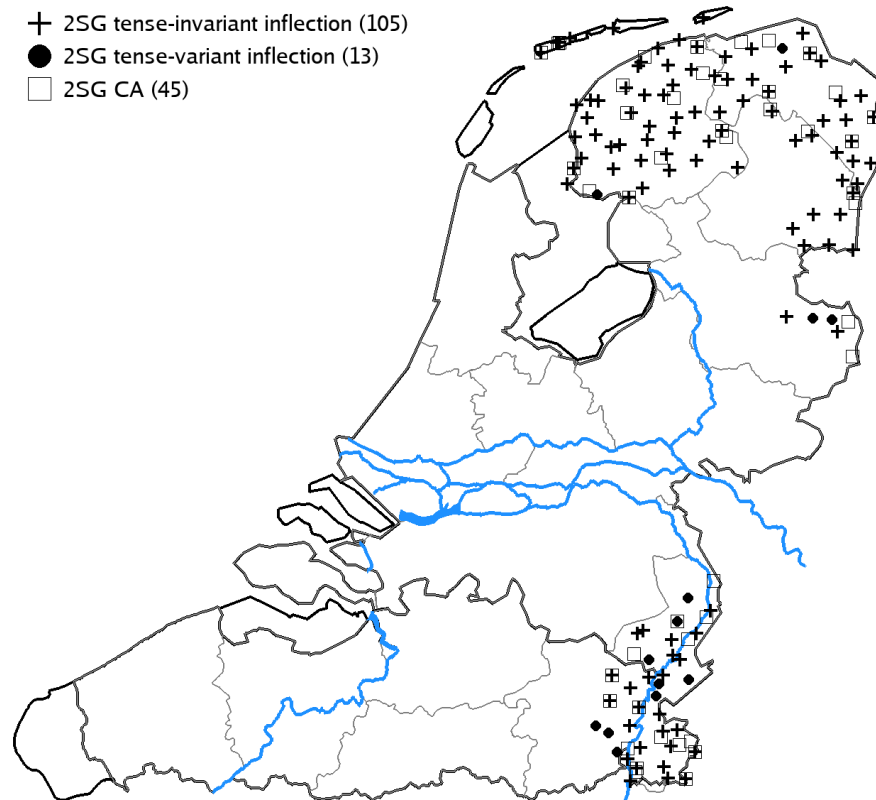 2SG tense-invariant inflection (105)
2SG tense-variant inflection (13)
2SG CA (45)